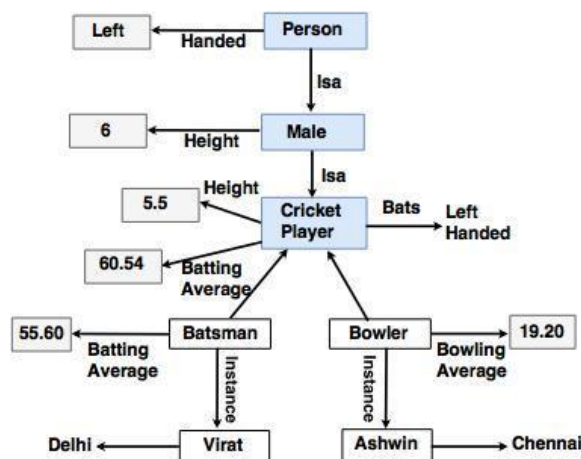 Left
Handed
Person
Isa
6
Height
Male
Isa
5.5
Height
Cricket
Player
Bats
Left
Handed
60.54
Batting
Average
55.60
Batting
Average
Batsman
Bowler
Bowling
Average
19.20
Instance
Instance
Delhi
Virat
Ashwin
Chennai